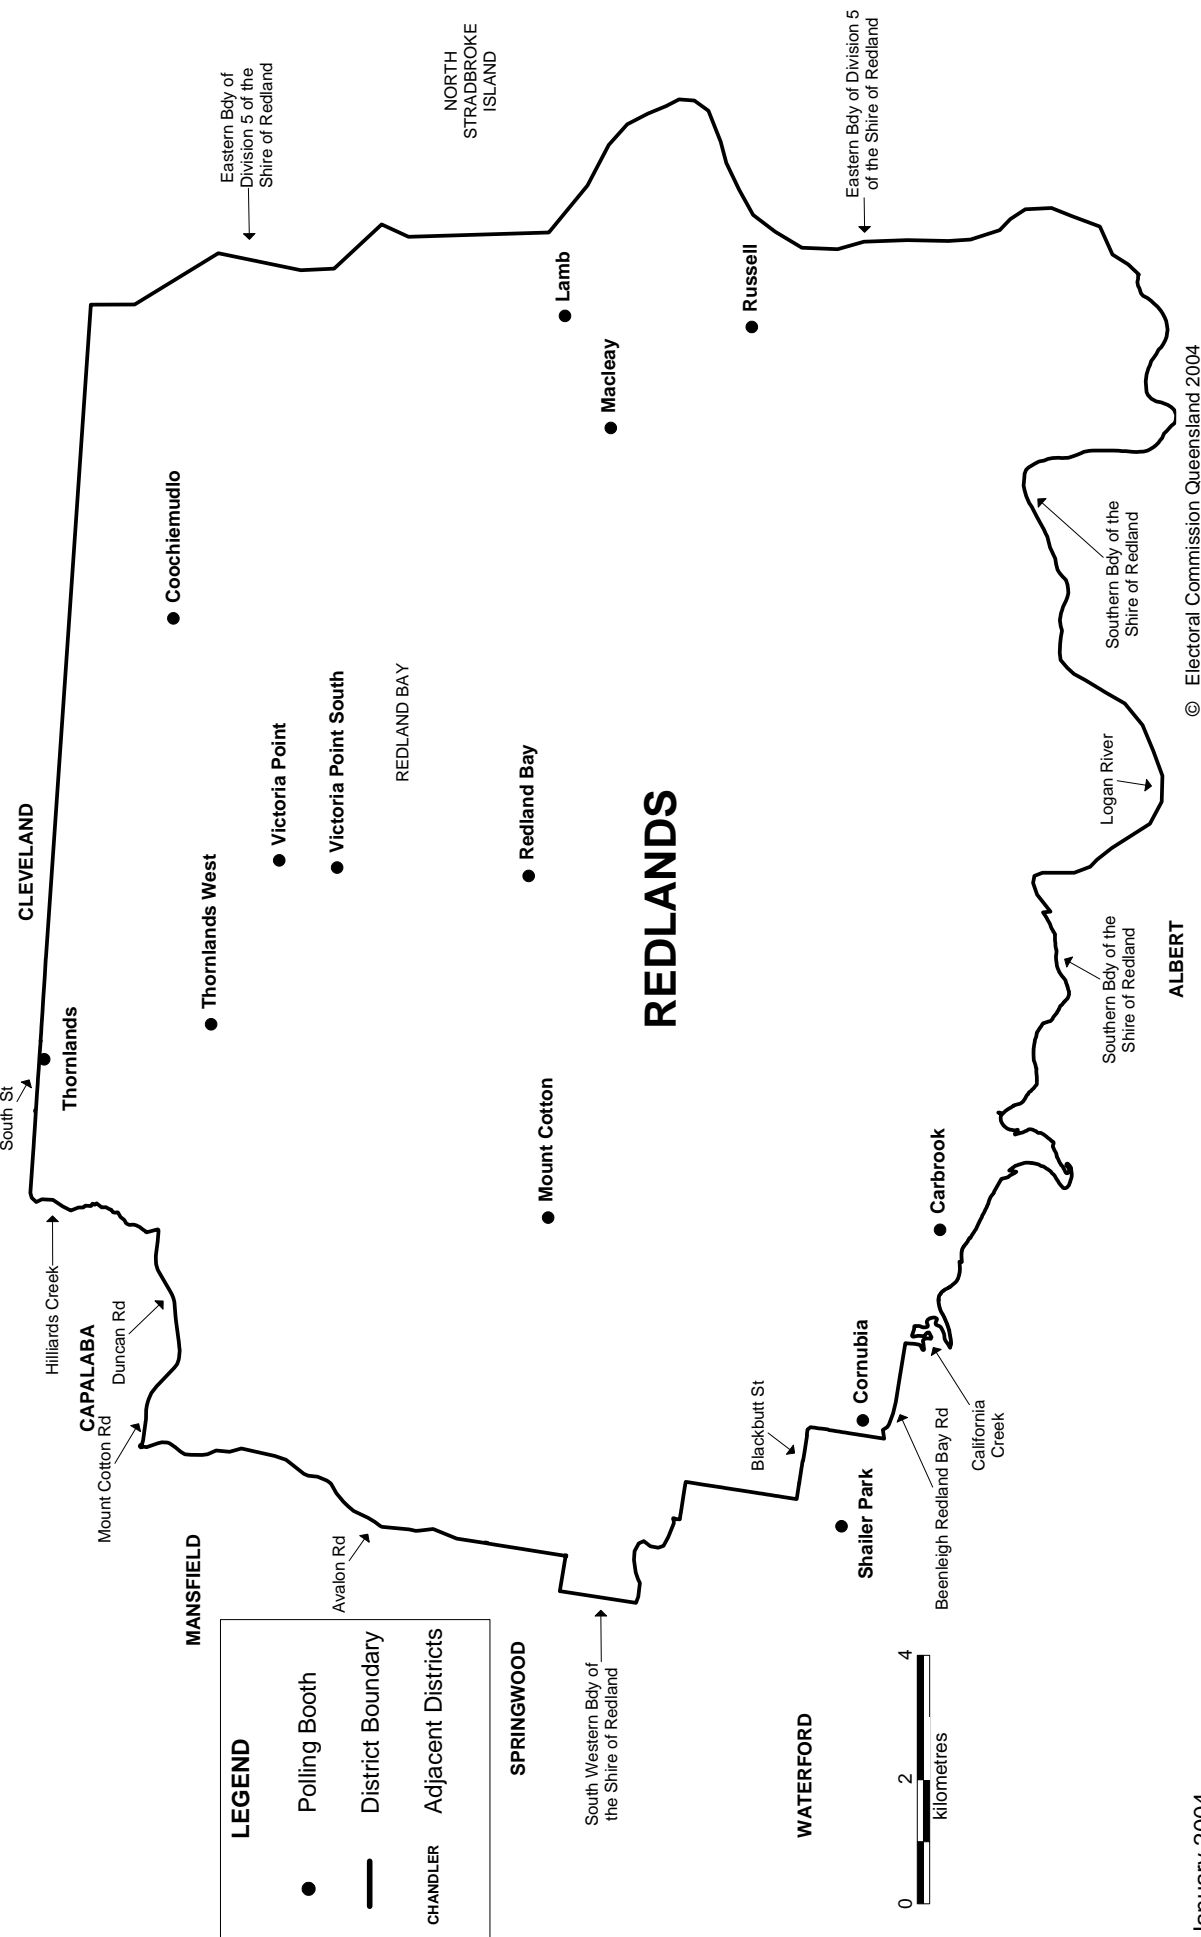 South St
CLEVELAND
Thornlands
Hilliards Creek
CAPALABA
Duncan Rd
Mount Cotton Rd
MANSFIELD
Avalon Rd
Thornlands West
Victoria Point
Victoria Point South
Coochiemudlo
REDLAND BAY
Eastern Bdy of
Division 5 of the
Shire of Redland
NORTH
STRADBROKE
ISLAND
Redland Bay
Mount Cotton
Lamb
Macleay
Russell
REDLANDS
Eastern Bdy of Division 5
of the Shire of Redland
LEGEND
Polling Booth
District Boundary
CHANDLER
Adjacent Districts
SPRINGWOOD
South Western Bdy of
the Shire of Redland
Blackbutt St
Cornubia
Shailer Park
Carbrook
Beenleigh Redland Bay Rd
California
Creek
WATERFORD
0 2 4
kilometres
Southern Bdy of the
Shire of Redland
Logan River
Southern Bdy of the
Shire of Redland
ALBERT
© Electoral Commission Queensland 2004
January 2004